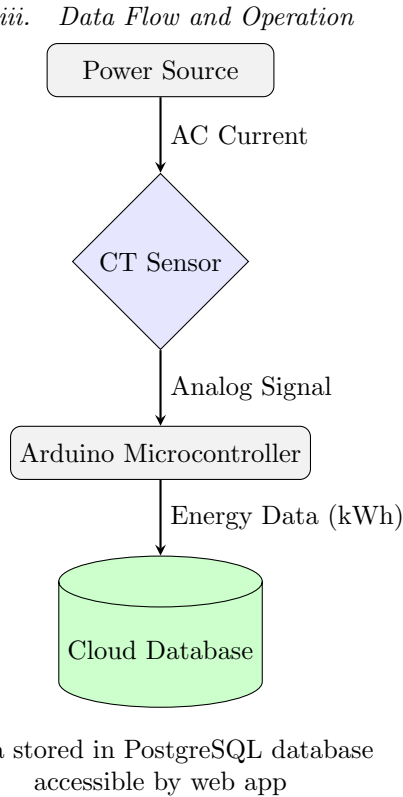 iii. Data Flow and Operation
Power Source
AC Current
CT Sensor
Analog Signal
Arduino Microcontroller
Energy Data (kWh)
Cloud Database
stored in PostgreSQL database
accessible by web app